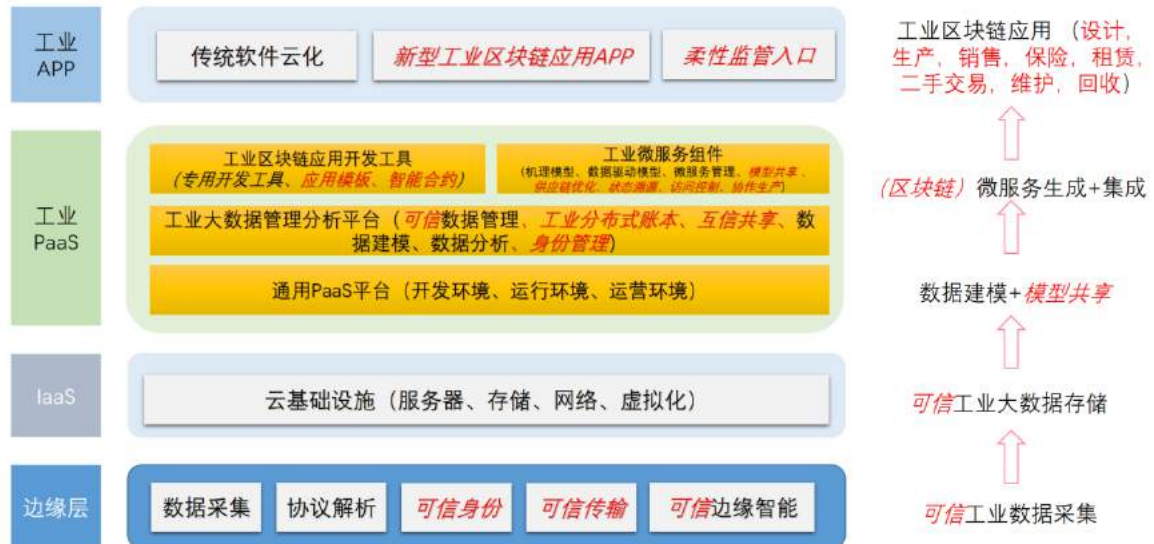 工业
APP
传统软件云化
新型工业区块链应用APP
柔性监管入口
工业区块链应用（设计,
生产, 销售, 保险, 租赁,
二手交易, 维护, 回收）
工业
PaaS
工业区块链应用开发工具
（专用开发工具、应用模板、智能合约）
工业微服务组件
（机理模型、数据驱动模型、微服务管理、模型共享、
供应链优化、状态溯源、访问控制、协作生产）
工业大数据管理分析平台（可信数据管理、工业分布式账本、互信共享、数
据建模、数据分析、身份管理）
通用PaaS平台（开发环境、运行环境、运营环境）
（区块链）微服务生成+集成
数据建模+模型共享
IaaS
云基础设施（服务器、存储、网络、虚拟化）
可信工业大数据存储
边缘层
数据采集
协议解析
可信身份
可信传输
可信边缘智能
可信工业数据采集